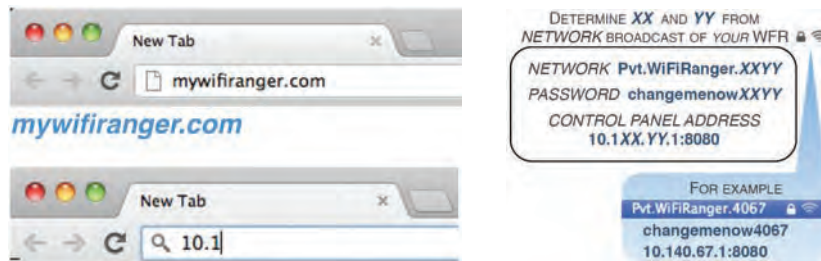 New Tab
mywifiranger.com
mywifiranger.com
New Tab
10.1
DETERMINE XX AND YY FROM
NETWORK BROADCAST OF YOUR WFR
NETWORK Pvt.WiFiRanger.XXYY
PASSWORD changemenowXXYY
CONTROL PANEL ADDRESS
10.1XX.YY.1:8080
FOR EXAMPLE
Pvt.WiFiRanger.4067
changemenow4067
10.140.67.1:8080